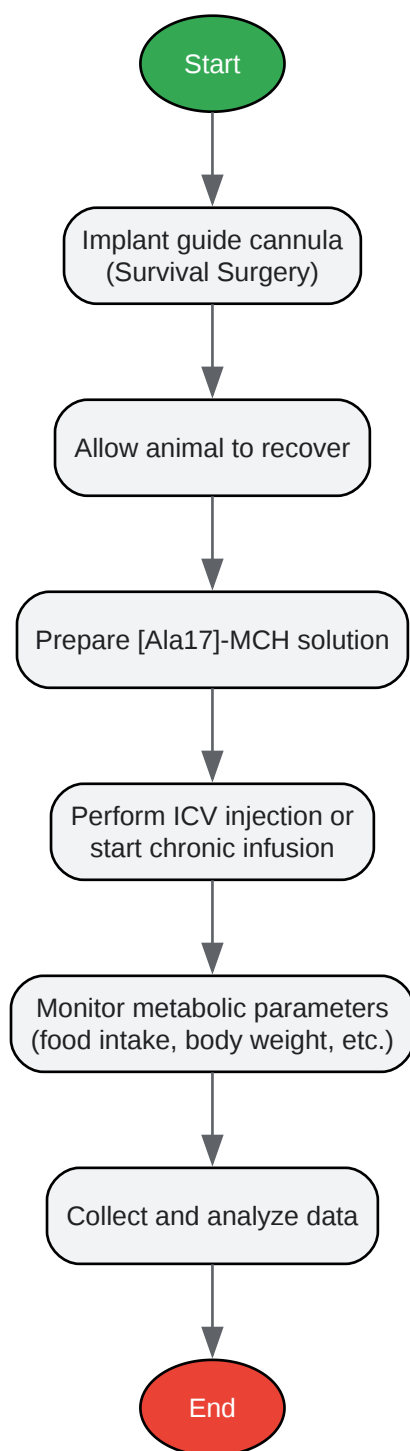 Start
Implant guide cannula
(Survival Surgery)
Allow animal to recover
Prepare [Ala17]-MCH solution
Perform ICV injection or
start chronic infusion
Monitor metabolic parameters
(food intake, body weight, etc.)
Collect and analyze data
End